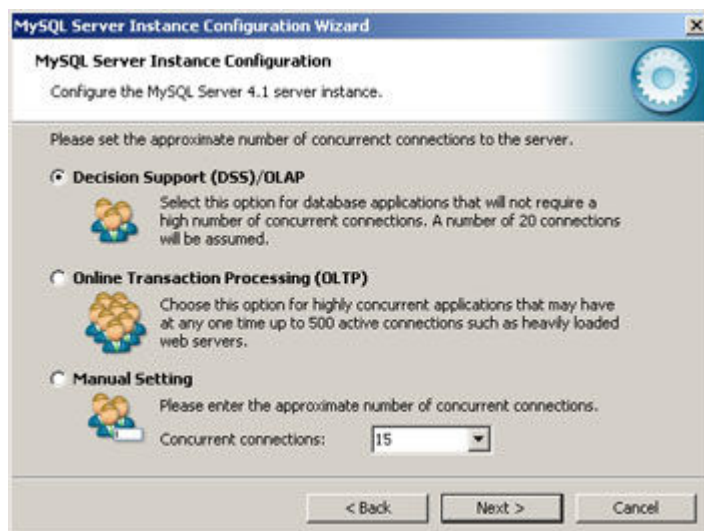 MySQL Server Instance Configuration Wizard
MySQL Server Instance Configuration
Configure the MySQL Server 4.1 server instance.
Please set the approximate number of concurrenct connections to the server.
Decision Support (DSS)/OLAP
Select this option for database applications that will not require a
high number of concurrent connections. A number of 20 connections
will be assumed.
Online Transaction Processing (OLTP)
Choose this option for highly concurrent applications that may have
at any one time up to 500 active connections such as heavily loaded
web servers.
Manual Setting
Please enter the approximate number of concurrent connections.
Concurrent connections: 15
< Back Next > Cancel